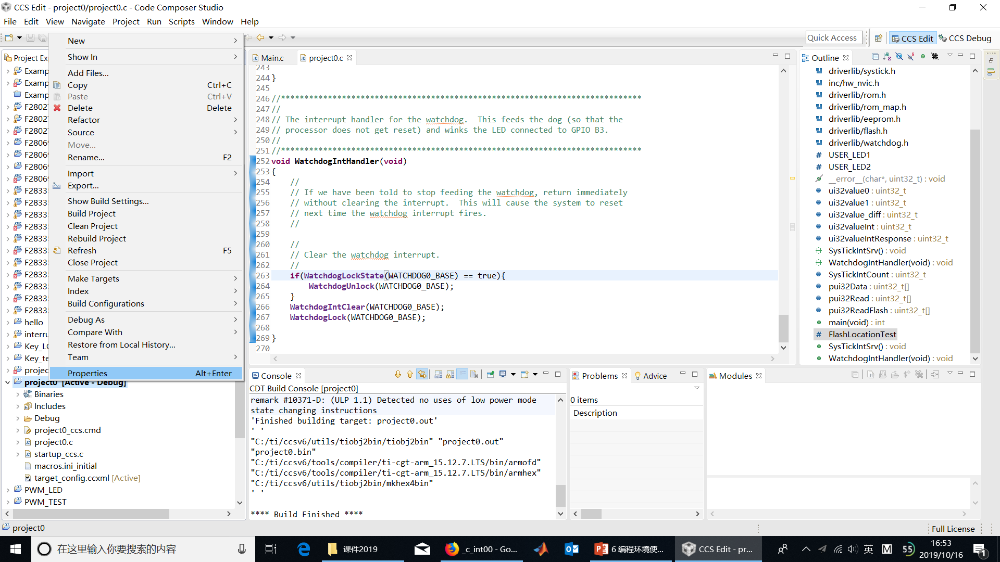 CCS Edit - project0/project0.c - Code Composer Studio
File Edit View Navigate Project Run Scripts Window Help
Quick Access
CCS Edit
CCS Debug
Project Ex
Examp
Examp
Examp
F2802
F2802
F2802
F2806
F2806
F2806
F2806
F2833
F2833
F2833
F2833
F2833
F2833
F2833
F2833
F2833
F2833
F2833
hello
interru
Key_L
Key_te
projec
project0 [Active - Debug]
Binaries
Includes
Debug
project0_ccs.cmd
project0.c
startup_ccs.c
macros.ini_initial
target_config.ccxml [Active]
PWM_LED
PWM_TEST
New
Show In
Add Files...
Copy Ctrl+C
Paste Ctrl+V
Delete Delete
Refactor
Source
Move...
Rename... F2
Import
Export...
Show Build Settings...
Build Project
Clean Project
Rebuild Project
Refresh F5
Close Project
Make Targets
Index
Build Configurations
Debug As
Compare With
Restore from Local History...
Team
Properties Alt+Enter
Main.c
project0.c
243
244 }
245
246 //*****************************************************************************
247 //
248 // The interrupt handler for the watchdog.  This feeds the dog (so that the
249 // processor does not get reset) and winks the LED connected to GPIO B3.
250 //
251 //*****************************************************************************
252 void WatchdogIntHandler(void)
253 {
254     //
255     // If we have been told to stop feeding the watchdog, return immediately
256     // without clearing the interrupt.  This will cause the system to reset
257     // next time the watchdog interrupt fires.
258     //
259
260     //
261     // Clear the watchdog interrupt.
262     //
263     if(WatchdogLockState(WATCHDOG0_BASE) == true){
264         WatchdogUnlock(WATCHDOG0_BASE);
265     }
266     WatchdogIntClear(WATCHDOG0_BASE);
267     WatchdogLock(WATCHDOG0_BASE);
268
269 }
270
Outline
driverlib/systick.h
inc/hw_nvic.h
driverlib/rom.h
driverlib/rom_map.h
driverlib/eeprom.h
driverlib/flash.h
driverlib/watchdog.h
# USER_LED1
# USER_LED2
__error__(char*, uint32_t) : void
ui32value0 : uint32_t
ui32value1 : uint32_t
ui32value_diff : uint32_t
ui32valueInt : uint32_t
ui32valueIntResponse : uint32_t
SysTickIntSrv() : void
WatchdogIntHandler(void) : void
SysTickIntCount : uint32_t
pui32Data : uint32_t[]
pui32Read : uint32_t[]
pui32ReadFlash : uint32_t[]
main(void) : int
# FlashLocationTest
SysTickIntSrv() : void
WatchdogIntHandler(void) : void
Console
CDT Build Console [project0]
remark #10371-D: (ULP 1.1) Detected no uses of low power mode
state changing instructions
'Finished building target: project0.out'
' '
"C:/ti/ccsv6/utils/tiobj2bin/tiobj2bin" "project0.out"
"project0.bin"
"C:/ti/ccsv6/tools/compiler/ti-cgt-arm_15.12.7.LTS/bin/armofd"
"C:/ti/ccsv6/tools/compiler/ti-cgt-arm_15.12.7.LTS/bin/armhex"
"C:/ti/ccsv6/utils/tiobj2bin/mkhex4bin"
' '
**** Build Finished ****
Problems
Advice
0 items
Description
Modules
project0
Full License
在这里输入你要搜索的内容
课件2019
_c_int00 - Go...
6 编程环境使...
CCS Edit - pr...
英
M
55
16:53
2019/10/16
1